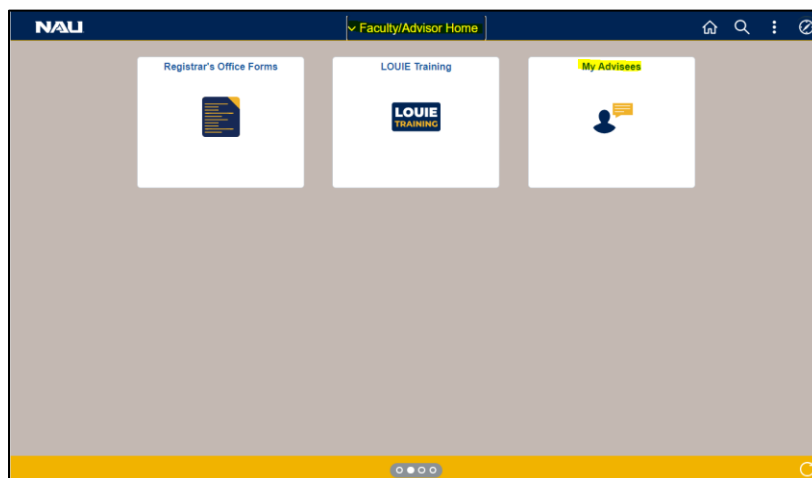 NAU
Faculty/Advisor Home
Registrar's Office Forms
LOUIE Training
My Advisees
LOUIE
TRAINING